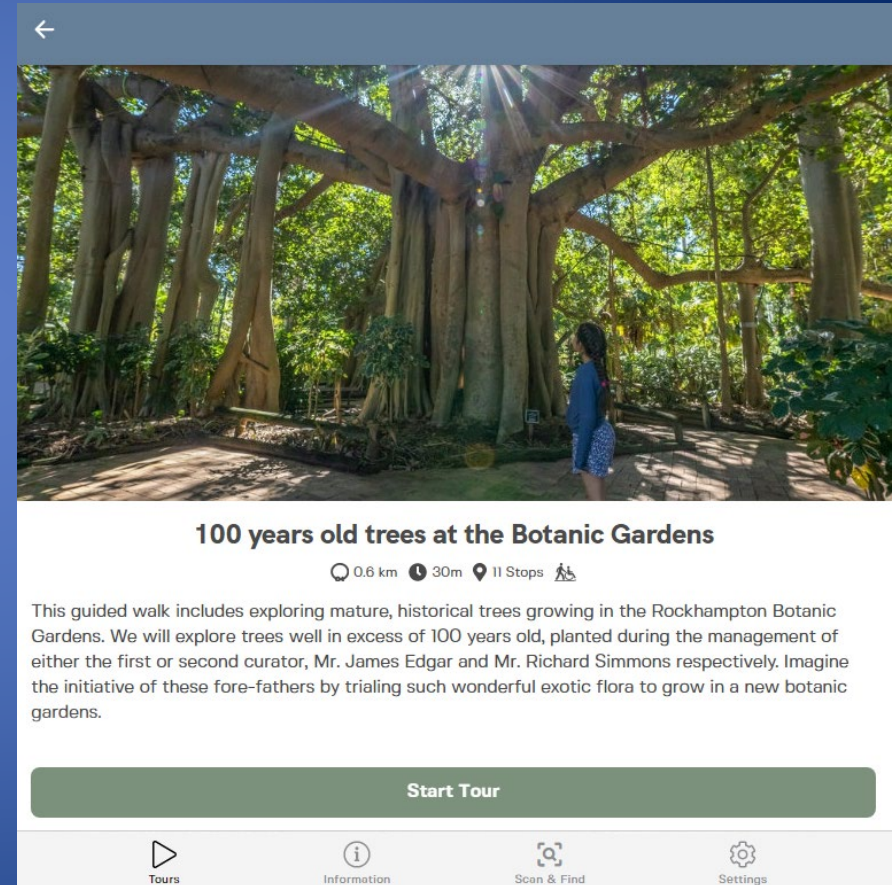 100 years old trees at the Botanic Gardens
0.6 km 30m 11 Stops
This guided walk includes exploring mature, historical trees growing in the Rockhampton Botanic
Gardens. We will explore trees well in excess of 100 years old, planted during the management of
either the first or second curator, Mr. James Edgar and Mr. Richard Simmons respectively. Imagine
the initiative of these fore-fathers by trialing such wonderful exotic flora to grow in a new botanic
gardens.
Start Tour
Tours Information Scan & Find Settings